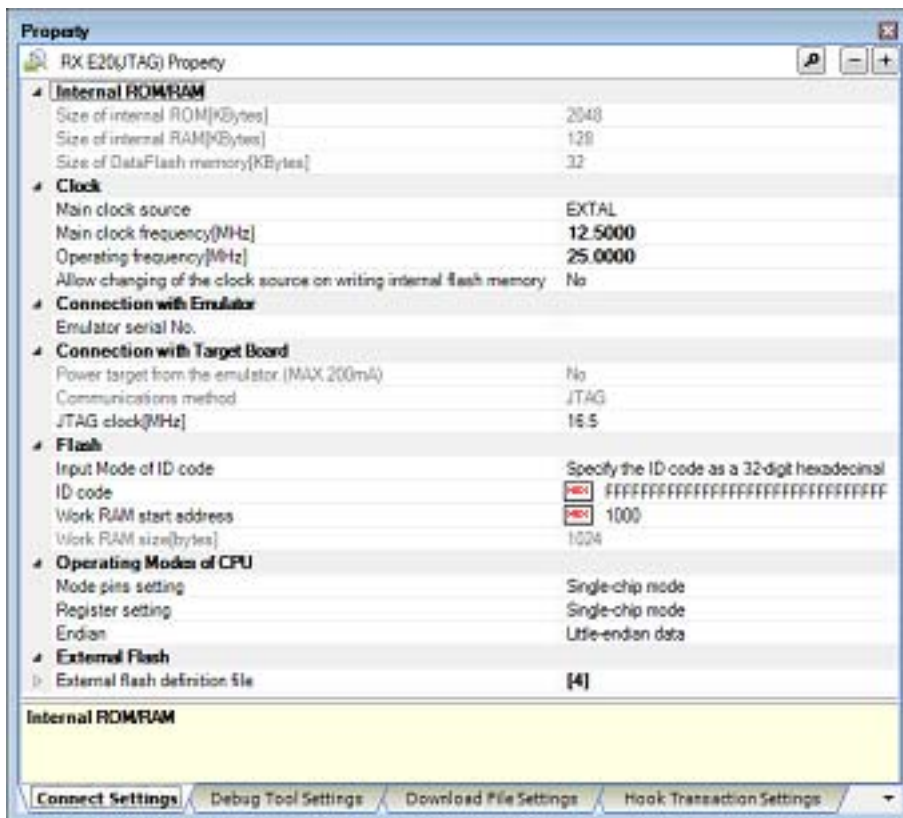 Property
RX E20(JTAG) Property
Internal ROM/RAM
Size of internal ROM[KBytes] 2048
Size of internal RAM[KBytes] 128
Size of DataFlash memory[KBytes] 32
Clock
Main clock source EXTAL
Main clock frequency[MHz] 12.5000
Operating frequency[MHz] 25.0000
Allow changing of the clock source on writing internal flash memory No
Connection with Emulator
Emulator serial No.
Connection with Target Board
Power target from the emulator.(MAX 200mA) No
Communications method JTAG
JTAG clock[MHz] 16.5
Flash
Input Mode of ID code Specify the ID code as a 32-digit hexadecimal
ID code HEX FFFFFFFFFFFFFFFFFFFFFFFFFFFFFFFF
Work RAM start address HEX 1000
Work RAM size[bytes] 1024
Operating Modes of CPU
Mode pins setting Single-chip mode
Register setting Single-chip mode
Endian Little-endian data
External Flash
External flash definition file [4]
Internal ROM/RAM
Connect Settings Debug Tool Settings Download File Settings Hook Transaction Settings